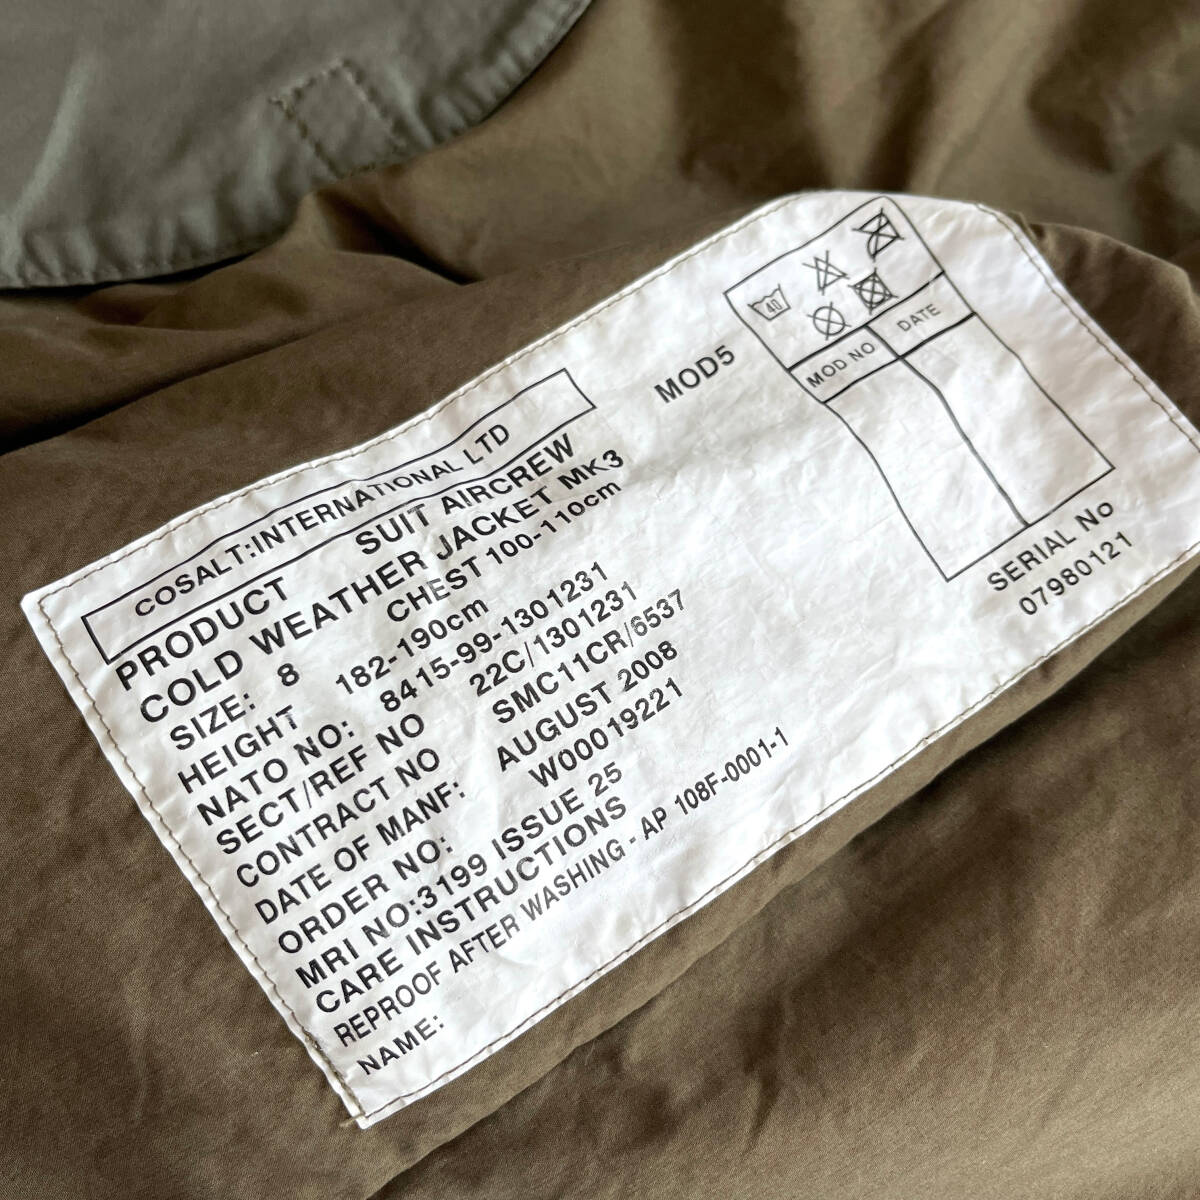 COSALT:INTERNATIONAL LTD
PRODUCT SUIT AIRCREW
COLD WEATHER JACKET MK3
SIZE: 8 CHEST 100-110cm
HEIGHT 182-190cm
NATO NO: 8415-99-1301231
SECT/REF NO 22C/1301231
CONTRACT NO SMC11CR/6537
DATE OF MANF: AUGUST 2008
ORDER NO: W00019221
MRI NO:3199 ISSUE 25
CARE INSTRUCTIONS
REPROOF AFTER WASHING - AP 108F-0001-1
NAME:
MOD5
40
MOD NO DATE
SERIAL No
07980121